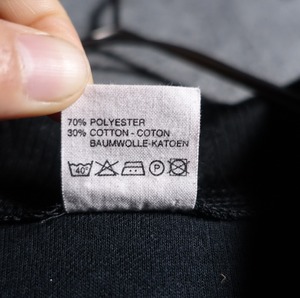 70% POLYESTER
30% COTTON - COTON
BAUMWOLLE-KATOEN
40°
P